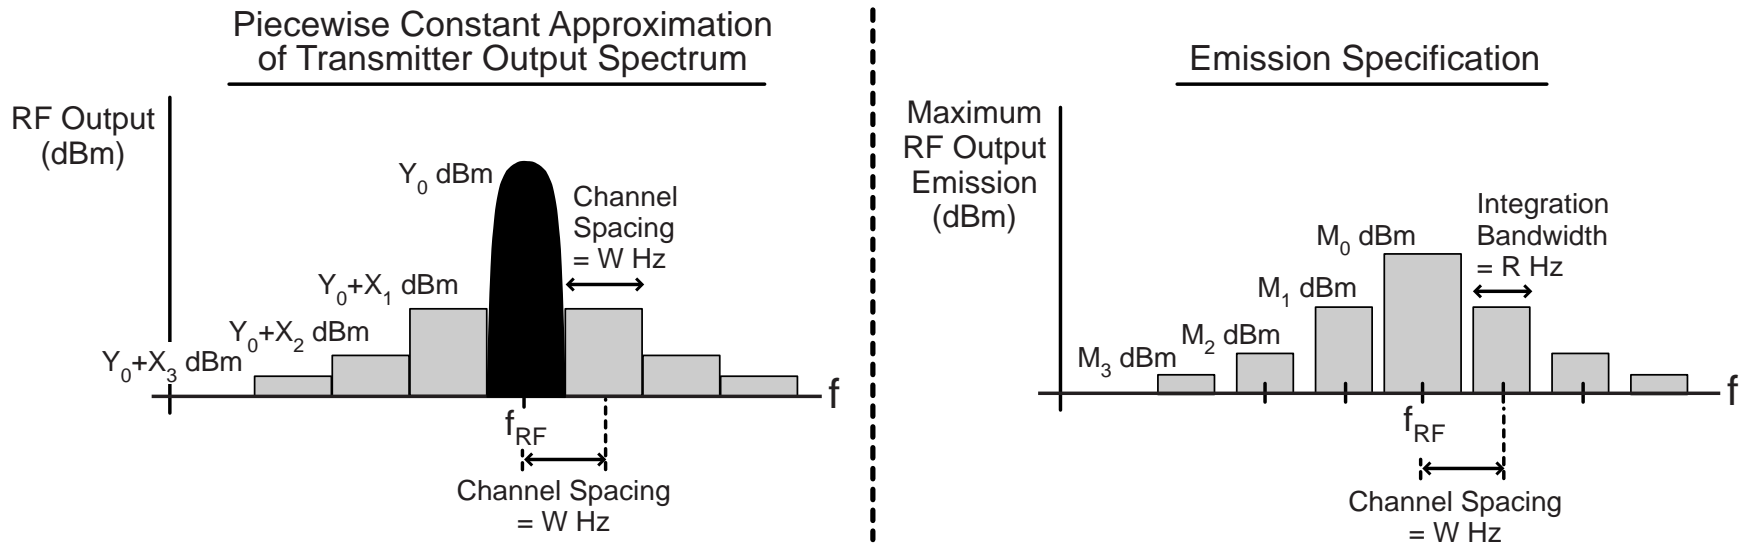 Piecewise Constant Approximation
of Transmitter Output Spectrum
RF Output
(dBm)
Y0 dBm
Channel
Spacing
= W Hz
Y0+X1 dBm
Y0+X2 dBm
Y0+X3 dBm
f
fRF
Channel Spacing
= W Hz
Emission Specification
Maximum
RF Output
Emission
(dBm)
M0 dBm
Integration
Bandwidth
= R Hz
M1 dBm
M2 dBm
M3 dBm
f
fRF
Channel Spacing
= W Hz